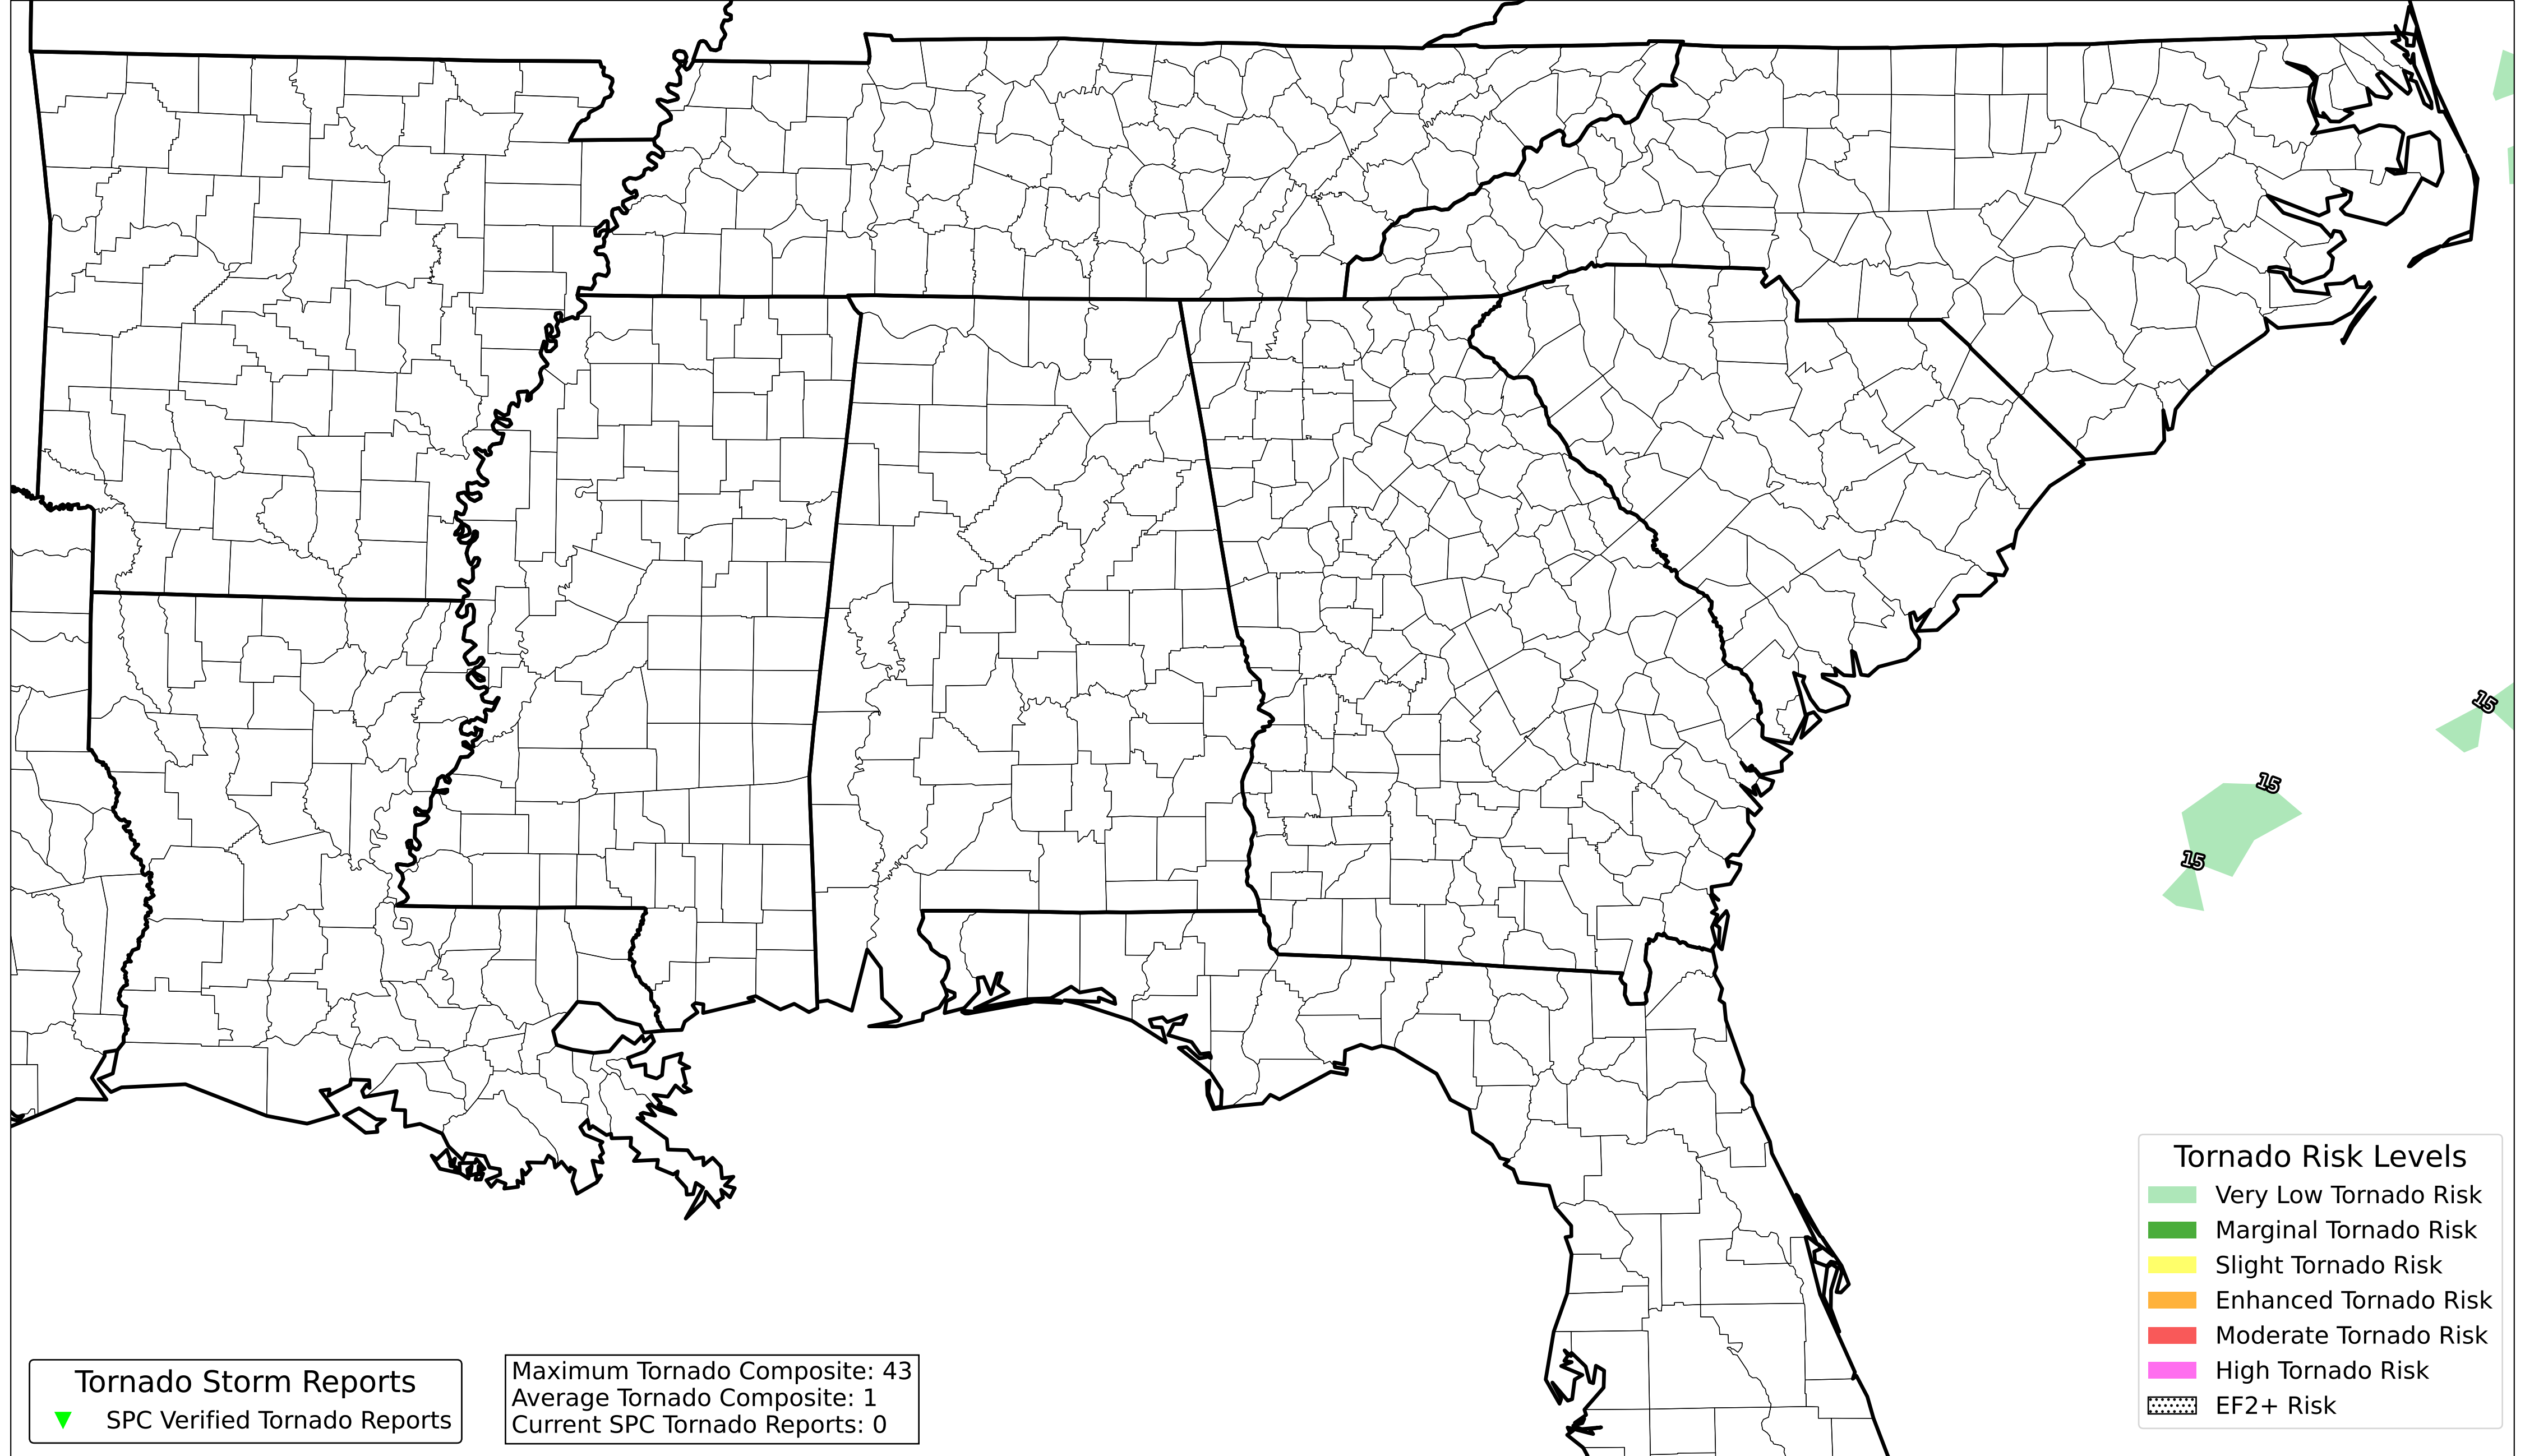 15
15
15
Tornado Risk Levels
Very Low Tornado Risk
Marginal Tornado Risk
Slight Tornado Risk
Enhanced Tornado Risk
Moderate Tornado Risk
High Tornado Risk
EF2+ Risk
Tornado Storm Reports
SPC Verified Tornado Reports
Maximum Tornado Composite: 43
Average Tornado Composite: 1
Current SPC Tornado Reports: 0